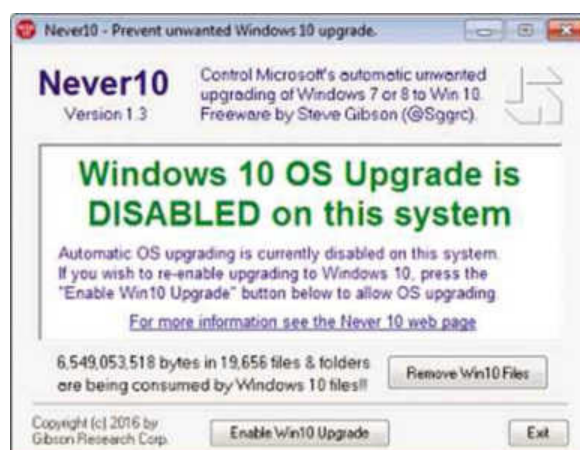 Never10 - Prevent unwanted Windows 10 upgrade.
Never10
Version 1.3
Control Microsoft's automatic unwanted
upgrading of Windows 7 or 8 to Win 10.
Freeware by Steve Gibson (@Sggrc).
Windows 10 OS Upgrade is
DISABLED on this system
Automatic OS upgrading is currently disabled on this system.
If you wish to re-enable upgrading to Windows 10, press the
"Enable Win10 Upgrade" button below to allow OS upgrading
For more information see the Never 10 web page
6,549,053,518 bytes in 19,656 files & folders
are being consumed by Windows 10 files!!
Remove Win10 Files
Copyright (c) 2016 by
Gibson Research Corp.
Enable Win10 Upgrade
Exit